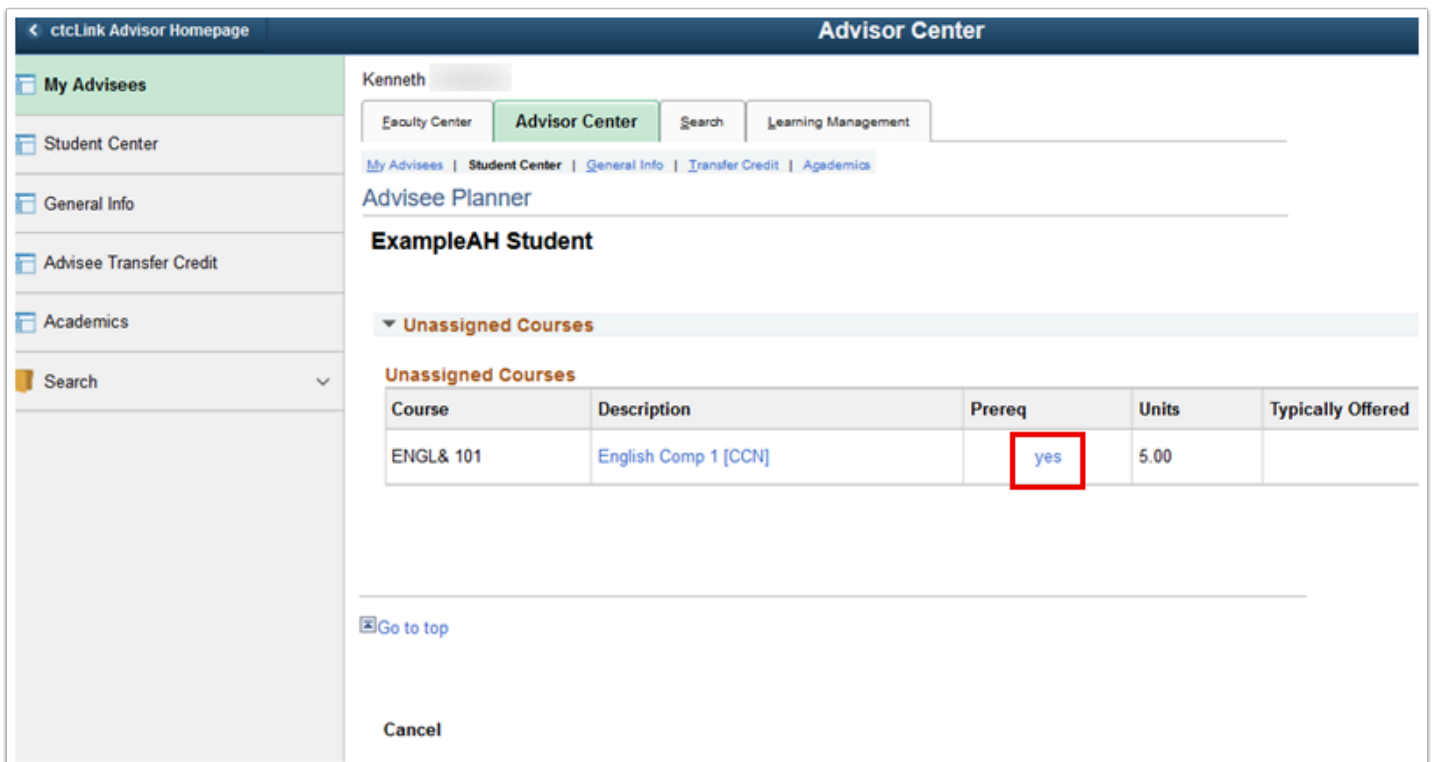 ctcLink Advisor Homepage
Advisor Center
My Advisees
Student Center
General Info
Advisee Transfer Credit
Academics
Search
Kenneth
Faculty Center
Advisor Center
Search
Learning Management
My Advisees | Student Center | General Info | Transfer Credit | Academics
Advisee Planner
ExampleAH Student
Unassigned Courses
Unassigned Courses
Course Description Prereq Units Typically Offered
ENGL& 101 English Comp 1 [CCN] yes 5.00
Go to top
Cancel